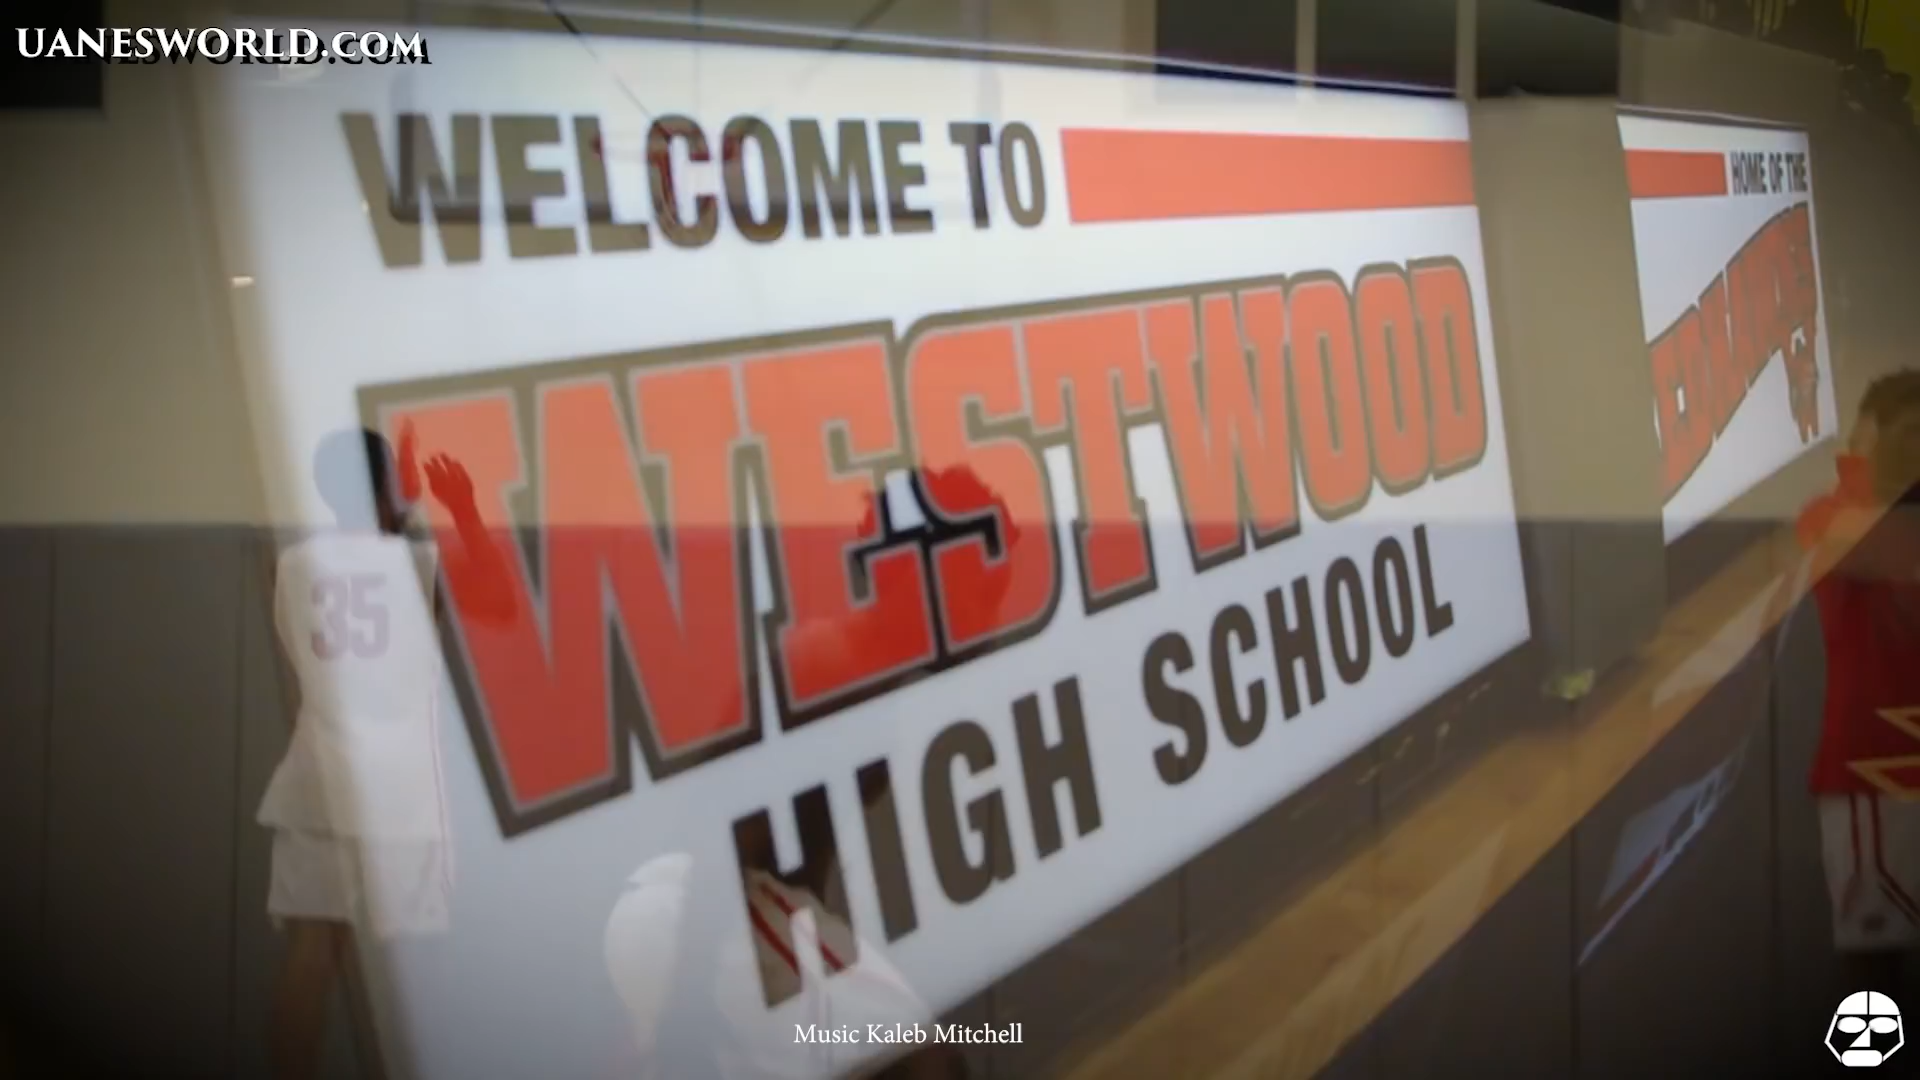 UANESWORLD.COM
WELCOME TO
WESTWOOD
HIGH SCHOOL
HOME OF THE
35
Music Kaleb Mitchell